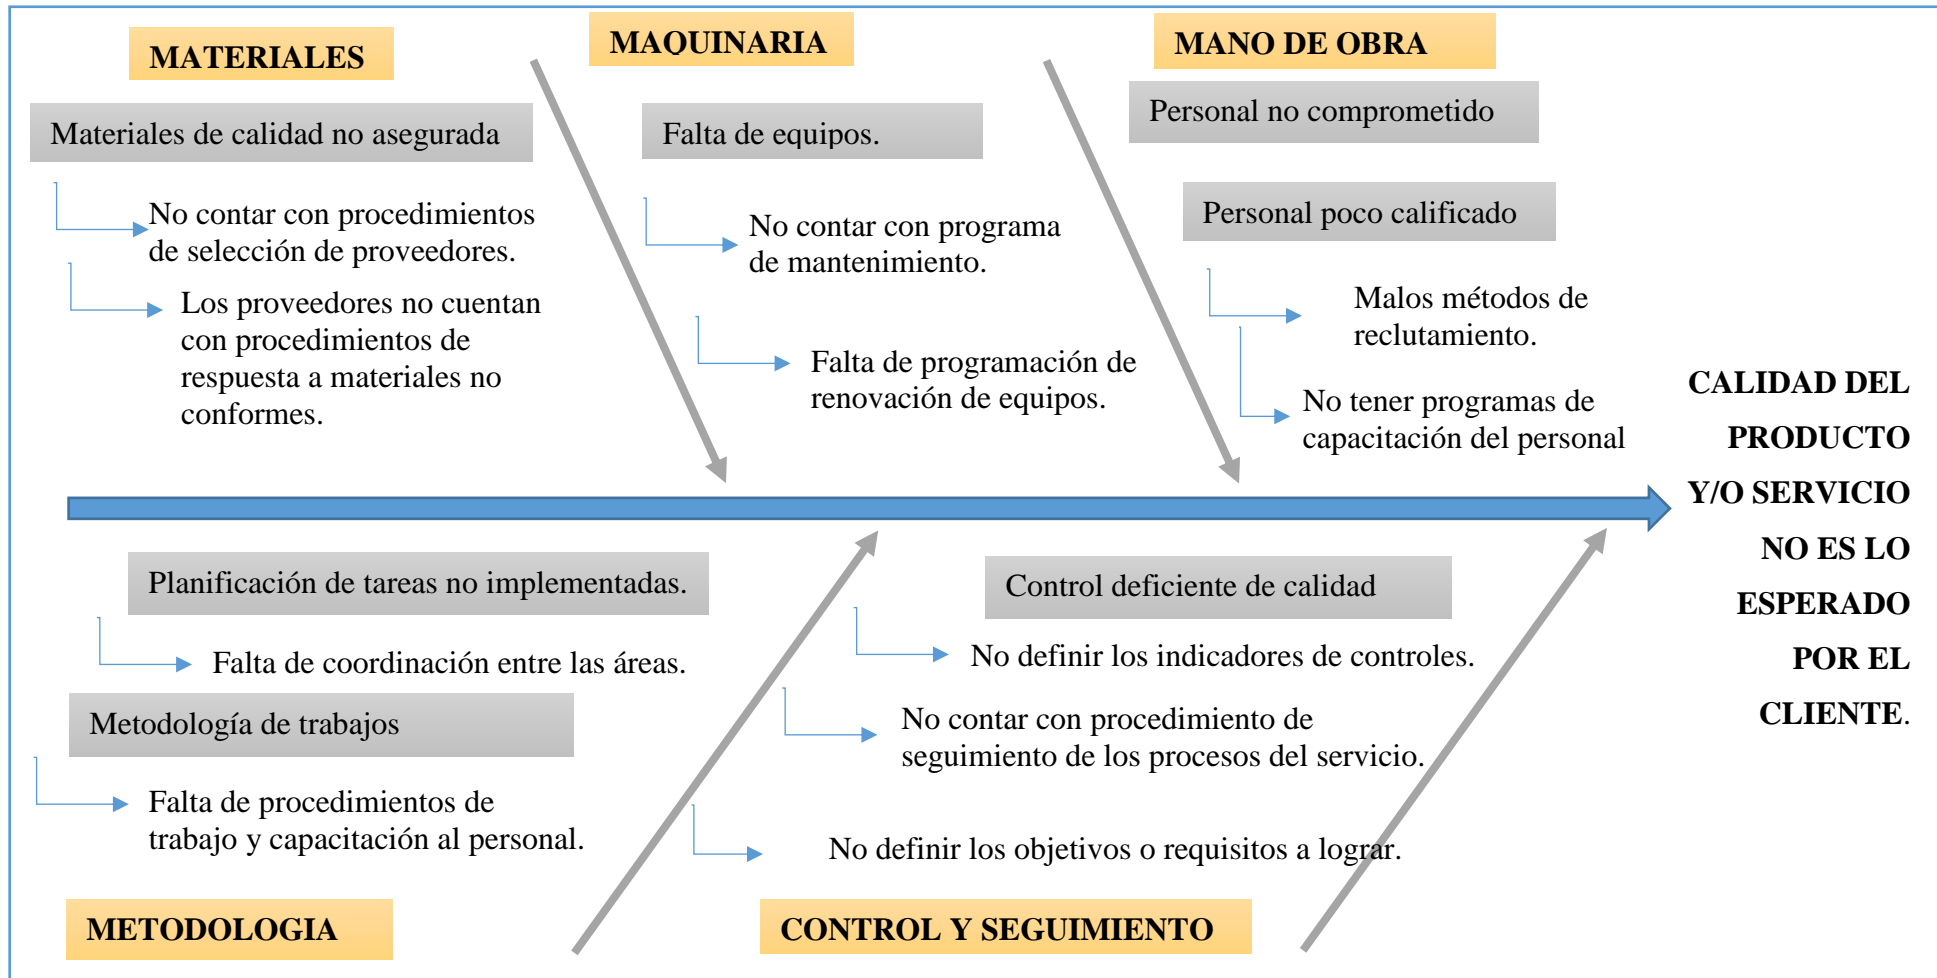 MATERIALES
MAQUINARIA
MANO DE OBRA
Materiales de calidad no asegurada
No contar con procedimientos
de selección de proveedores.
Los proveedores no cuentan
con procedimientos de
respuesta a materiales no
conformes.
Falta de equipos.
No contar con programa
de mantenimiento.
Falta de programación de
renovación de equipos.
Personal no comprometido
Personal poco calificado
Malos métodos de
reclutamiento.
No tener programas de
capacitación del personal
CALIDAD DEL
PRODUCTO
Y/O SERVICIO
NO ES LO
ESPERADO
POR EL
CLIENTE.
Planificación de tareas no implementadas.
Falta de coordinación entre las áreas.
Metodología de trabajos
Falta de procedimientos de
trabajo y capacitación al personal.
Control deficiente de calidad
No definir los indicadores de controles.
No contar con procedimiento de
seguimiento de los procesos del servicio.
No definir los objetivos o requisitos a lograr.
METODOLOGIA
CONTROL Y SEGUIMIENTO